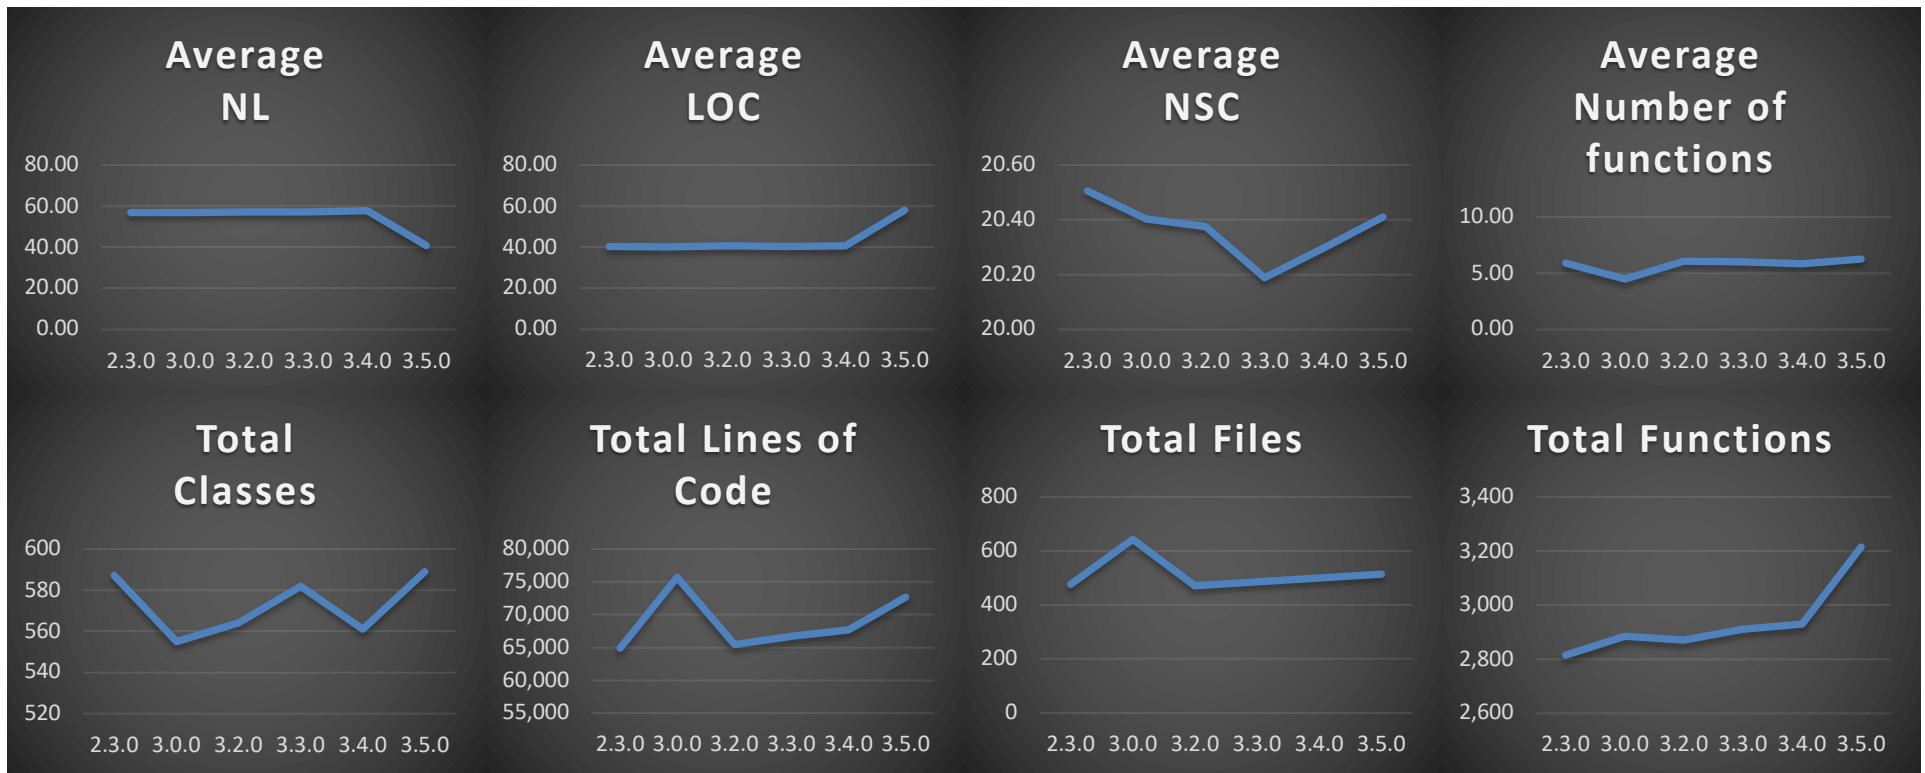 Average
NL
80.00
60.00
40.00
20.00
0.00
2.3.0 3.0.0 3.2.0 3.3.0 3.4.0 3.5.0
Average
LOC
80.00
60.00
40.00
20.00
0.00
2.3.0 3.0.0 3.2.0 3.3.0 3.4.0 3.5.0
Average
NSC
20.60
20.40
20.20
20.00
2.3.0 3.0.0 3.2.0 3.3.0 3.4.0 3.5.0
Average
Number of
functions
10.00
5.00
0.00
2.3.0 3.0.0 3.2.0 3.3.0 3.4.0 3.5.0
Total
Classes
600
580
560
540
520
2.3.0 3.0.0 3.2.0 3.3.0 3.4.0 3.5.0
Total Lines of
Code
80,000
75,000
70,000
65,000
60,000
55,000
2.3.0 3.0.0 3.2.0 3.3.0 3.4.0 3.5.0
Total Files
800
600
400
200
0
2.3.0 3.0.0 3.2.0 3.3.0 3.4.0 3.5.0
Total Functions
3,400
3,200
3,000
2,800
2,600
2.3.0 3.0.0 3.2.0 3.3.0 3.4.0 3.5.0